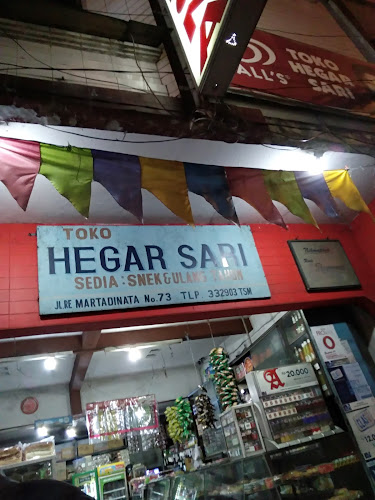 ALL'S
TOKO
HEGAR
SARI
TOKO
HEGAR SARI
SEDIA : SNEK & ULANG TAHUN
JL.RE MARTADINATA No. 73 TLP 332903 TSM
A 20.000